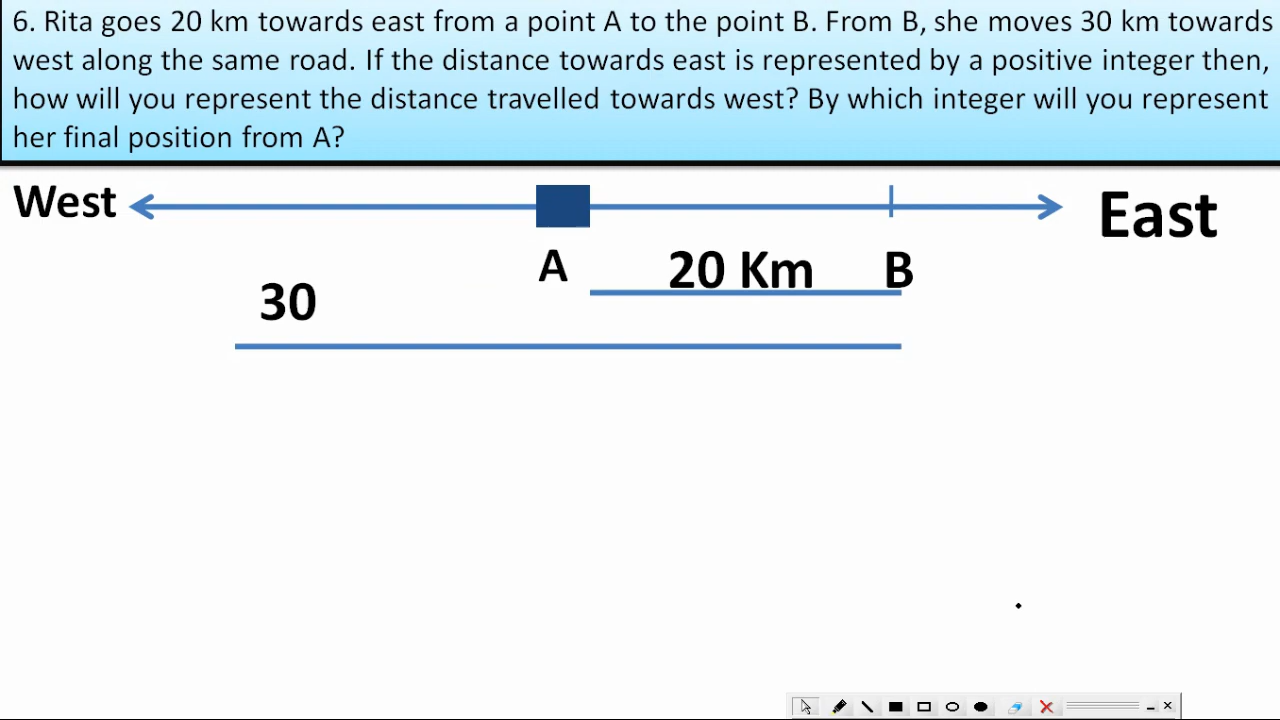 6. Rita goes 20 km towards east from a point A to the point B. From B, she moves 30 km towards
west along the same road. If the distance towards east is represented by a positive integer then,
how will you represent the distance travelled towards west? By which integer will you represent
her final position from A?
West
East
A
20 Km
B
30